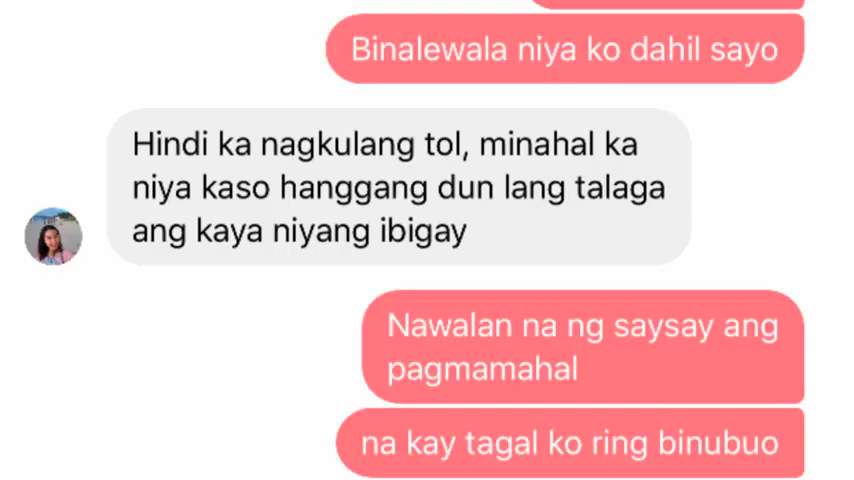 Binalewala niya ko dahil sayo
Hindi ka nagkulang tol, minahal ka
niya kaso hanggang dun lang talaga
ang kaya niyang ibigay
Nawalan na ng saysay ang
pagmamahal
na kay tagal ko ring binubuo